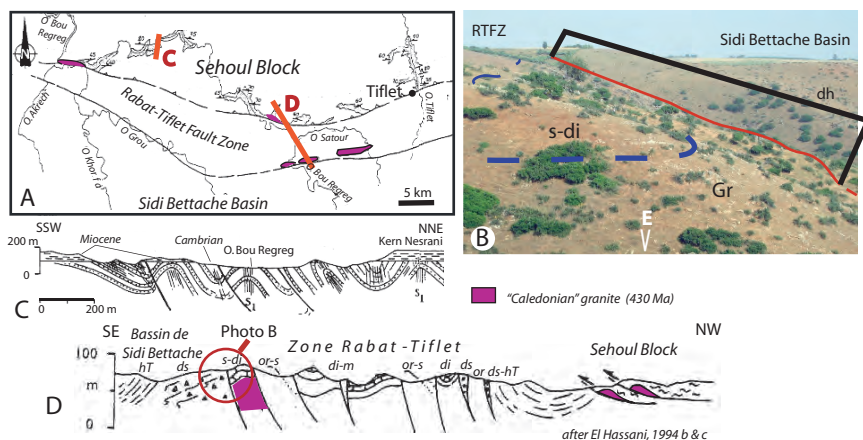 A
N
O Bou
Regreg
C
Sehoul Block
Tiflet
O Tiflet
D
O Akrech
Rabat-Tiflet Fault Zone
O Grou
O Satour
O Khorfa
O Bou Regreg
Sidi Bettache Basin
5 km
RTFZ
Sidi Bettache Basin
dh
s-di
Gr
E
B
SSW
NNE
200 m
0
Miocene
Cambrian
O. Bou Regreg
Kern Nesrani
S1
S1
C
0
200 m
"Caledonian" granite (430 Ma)
SE
Photo B
NW
Bassin de
Sidi Bettache
hT
ds
s-di
or-s
Zone Rabat-Tiflet
di-m
or-s
di
ds
or ds-hT
Sehoul Block
100
m
0
D
after El Hassani, 1994 b & c